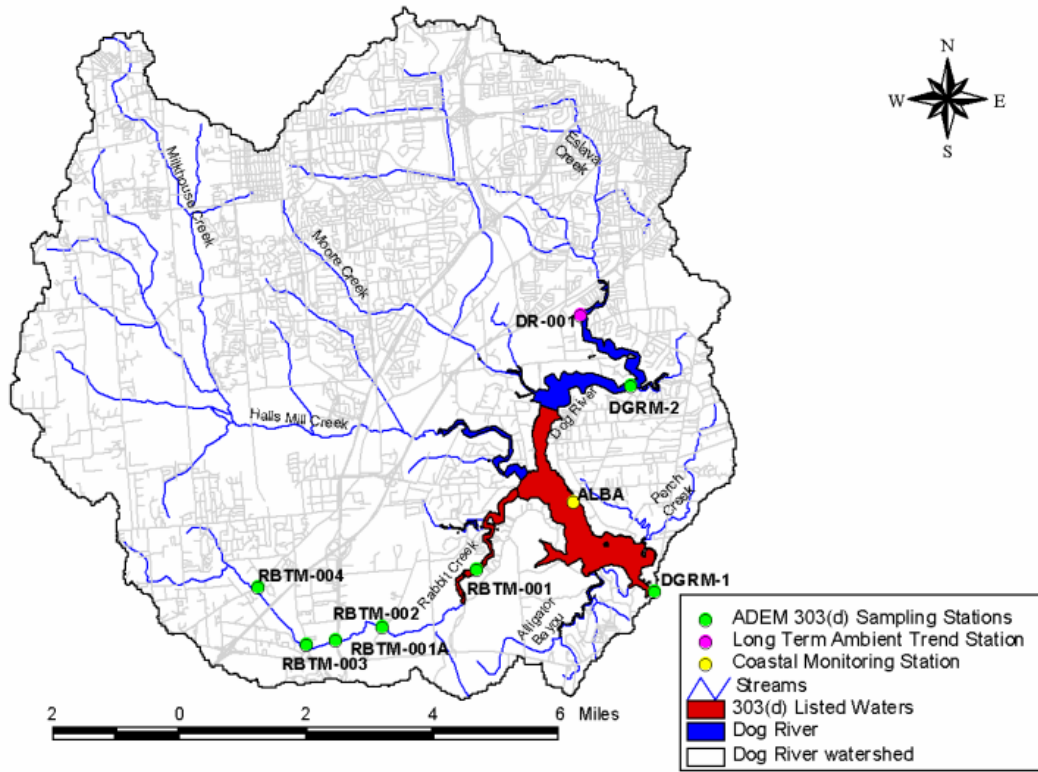 N
W
E
S
Eslava
Creek
Milkhouse Creek
Moore Creek
DR-001
DGRM-2
Dog River
Halls Mill Creek
Perch
Creek
ALBA
Rabbit Creek
RBTM-001
DGRM-1
RBTM-004
RBTM-002
RBTM-001A
RBTM-003
Alligator
Bayou
ADEM 303(d) Sampling Stations
Long Term Ambient Trend Station
Coastal Monitoring Station
Streams
303(d) Listed Waters
Dog River
Dog River watershed
2 0 2 4 6 Miles